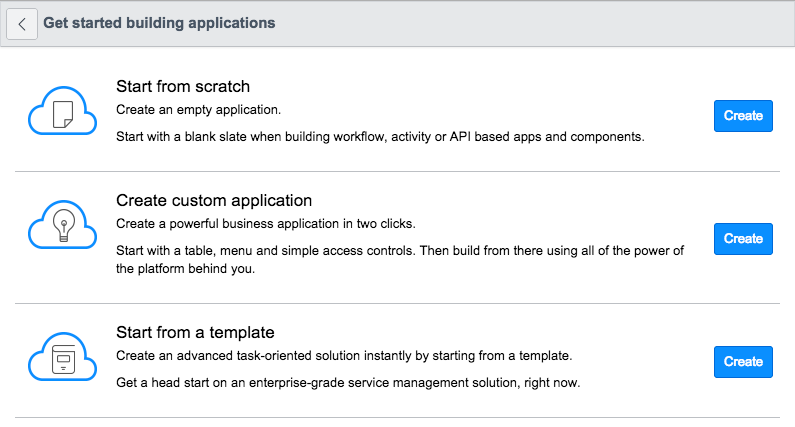 Get started building applications
Start from scratch
Create an empty application.
Create
Start with a blank slate when building workflow, activity or API based apps and components.
Create custom application
Create a powerful business application in two clicks.
Create
Start with a table, menu and simple access controls. Then build from there using all of the power of
the platform behind you.
Start from a template
Create an advanced task-oriented solution instantly by starting from a template.
Create
Get a head start on an enterprise-grade service management solution, right now.